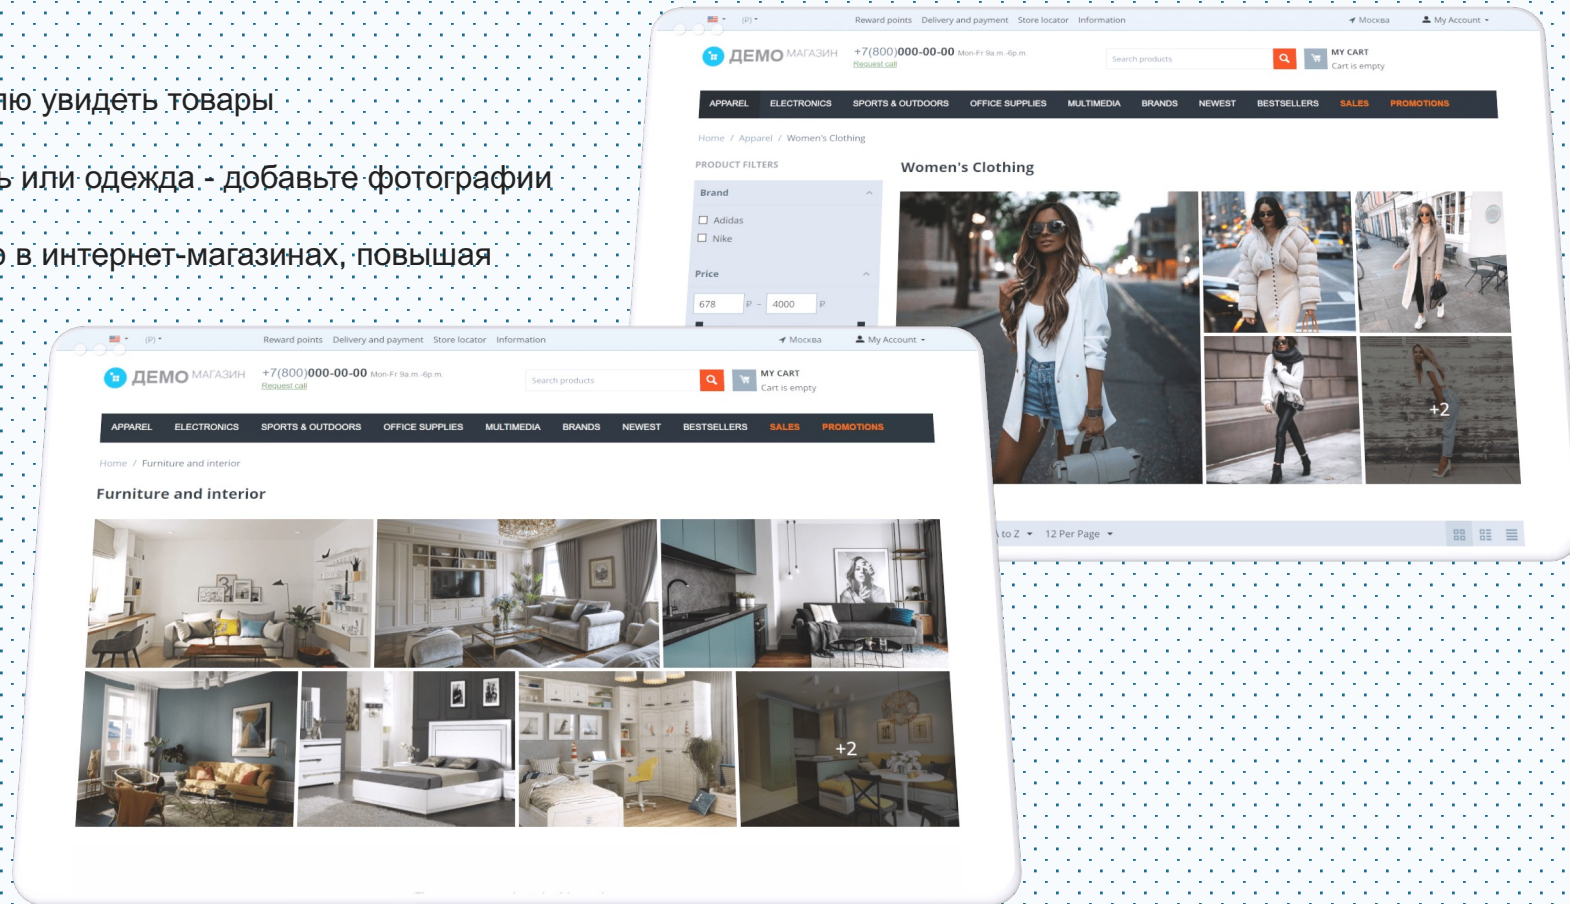 увидеть товары
или одежда - добавьте фотографии
в интернет-магазинах, повышая
(₽)
Reward points Delivery and payment Store locator Information
Москва
My Account
ДЕМО МАГАЗИН
+7(800)000-00-00 Mon-Fr 9a.m.-6p.m.
Request call
Search products
MY CART
Cart is empty
APPAREL ELECTRONICS SPORTS & OUTDOORS OFFICE SUPPLIES MULTIMEDIA BRANDS NEWEST BESTSELLERS SALES PROMOTIONS
Home / Apparel / Women's Clothing
PRODUCT FILTERS
Brand
Adidas
Nike
Price
678 ₽ – 4000 ₽
Women's Clothing
+2
to Z 12 Per Page
(₽)
Reward points Delivery and payment Store locator Information
Москва
My Account
ДЕМО МАГАЗИН
+7(800)000-00-00 Mon-Fr 9a.m.-6p.m.
Request call
Search products
MY CART
Cart is empty
APPAREL ELECTRONICS SPORTS & OUTDOORS OFFICE SUPPLIES MULTIMEDIA BRANDS NEWEST BESTSELLERS SALES PROMOTIONS
Home / Furniture and interior
Furniture and interior
+2